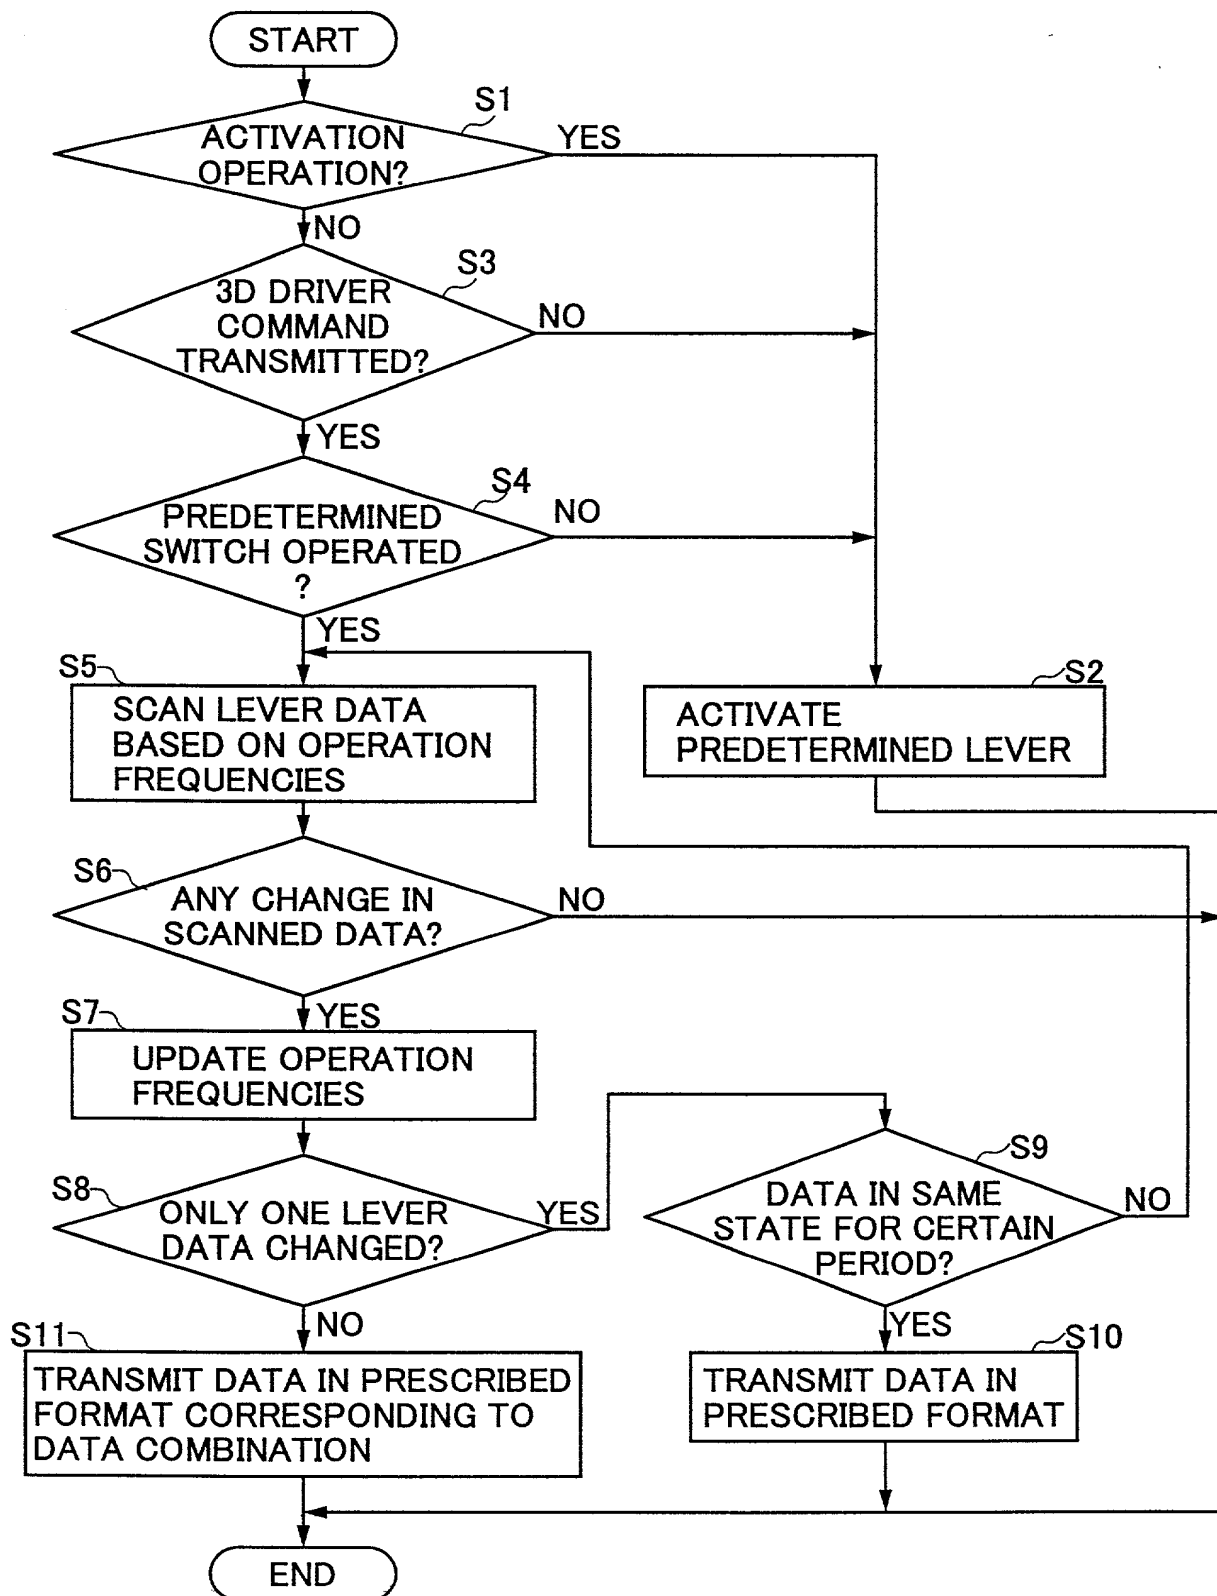 START
S1
ACTIVATION
OPERATION?
YES
NO
S3
3D DRIVER
COMMAND
TRANSMITTED?
NO
YES
S4
PREDETERMINED
SWITCH OPERATED
?
NO
YES
S5
SCAN LEVER DATA
BASED ON OPERATION
FREQUENCIES
S2
ACTIVATE
PREDETERMINED LEVER
S6
ANY CHANGE IN
SCANNED DATA?
NO
YES
S7
UPDATE OPERATION
FREQUENCIES
S8
ONLY ONE LEVER
DATA CHANGED?
YES
NO
S9
DATA IN SAME
STATE FOR CERTAIN
PERIOD?
NO
YES
S11
TRANSMIT DATA IN PRESCRIBED
FORMAT CORRESPONDING TO
DATA COMBINATION
S10
TRANSMIT DATA IN
PRESCRIBED FORMAT
END